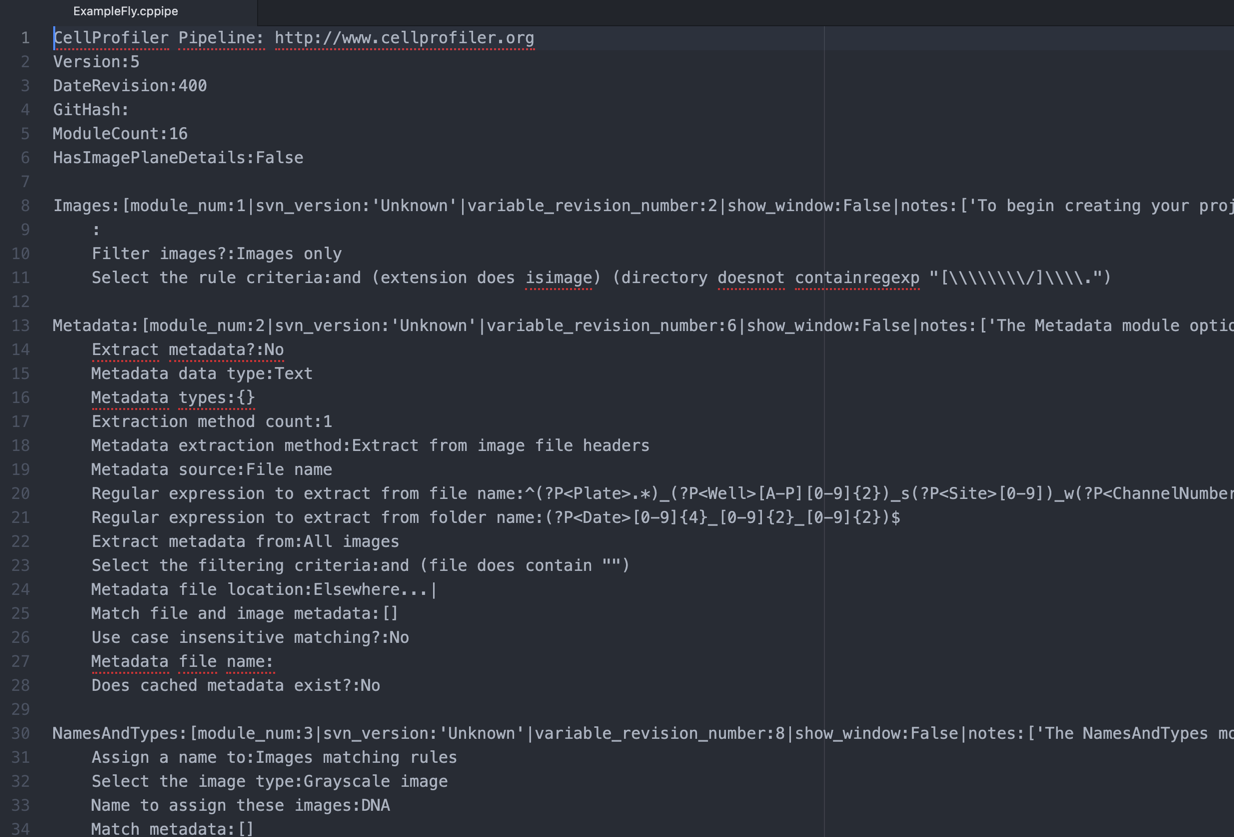 ExampleFly.cppipe
1 CellProfiler Pipeline: http://www.cellprofiler.org
2 Version:5
3 DateRevision:400
4 GitHash:
5 ModuleCount:16
6 HasImagePlaneDetails:False
7
8 Images:[module_num:1|svn_version:'Unknown'|variable_revision_number:2|show_window:False|notes:['To begin creating your proj
9 :
10 Filter images?:Images only
11 Select the rule criteria:and (extension does isimage) (directory doesnot containregexp "[\\\\\\\\/]\\\\.")
12
13 Metadata:[module_num:2|svn_version:'Unknown'|variable_revision_number:6|show_window:False|notes:['The Metadata module optio
14 Extract metadata?:No
15 Metadata data type:Text
16 Metadata types:{}
17 Extraction method count:1
18 Metadata extraction method:Extract from image file headers
19 Metadata source:File name
20 Regular expression to extract from file name:^(?P<Plate>.*)_(?P<Well>[A-P][0-9]{2})_s(?P<Site>[0-9])_w(?P<ChannelNumber
21 Regular expression to extract from folder name:(?P<Date>[0-9]{4}_[0-9]{2}_[0-9]{2})$
22 Extract metadata from:All images
23 Select the filtering criteria:and (file does contain "")
24 Metadata file location:Elsewhere...|
25 Match file and image metadata:[]
26 Use case insensitive matching?:No
27 Metadata file name:
28 Does cached metadata exist?:No
29
30 NamesAndTypes:[module_num:3|svn_version:'Unknown'|variable_revision_number:8|show_window:False|notes:['The NamesAndTypes mo
31 Assign a name to:Images matching rules
32 Select the image type:Grayscale image
33 Name to assign these images:DNA
34 Match metadata:[]